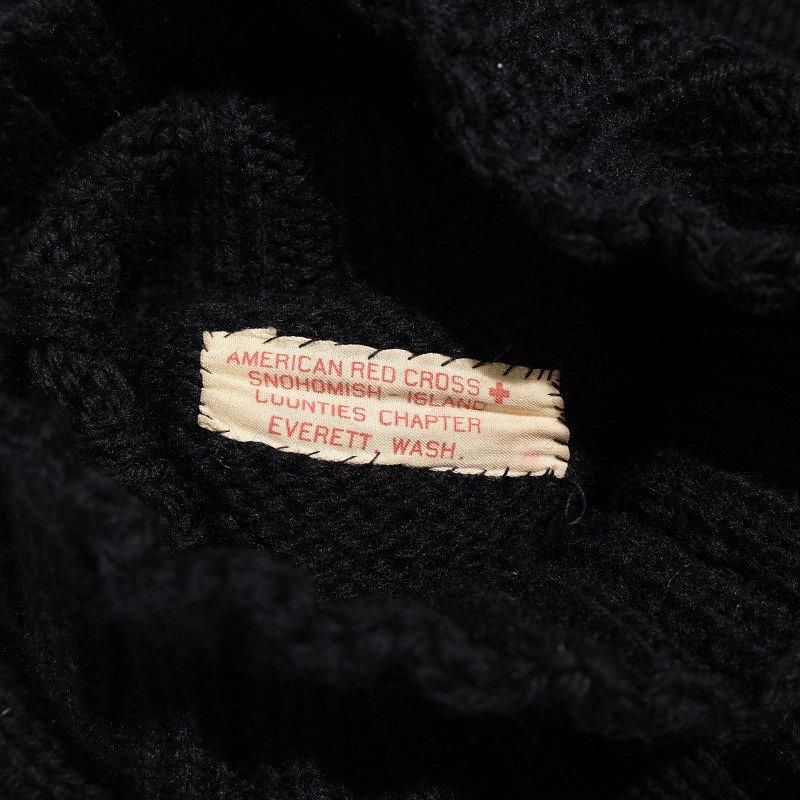 AMERICAN RED CROSS
SNOHOMISH - ISLAND
COUNTIES CHAPTER
EVERETT, WASH.